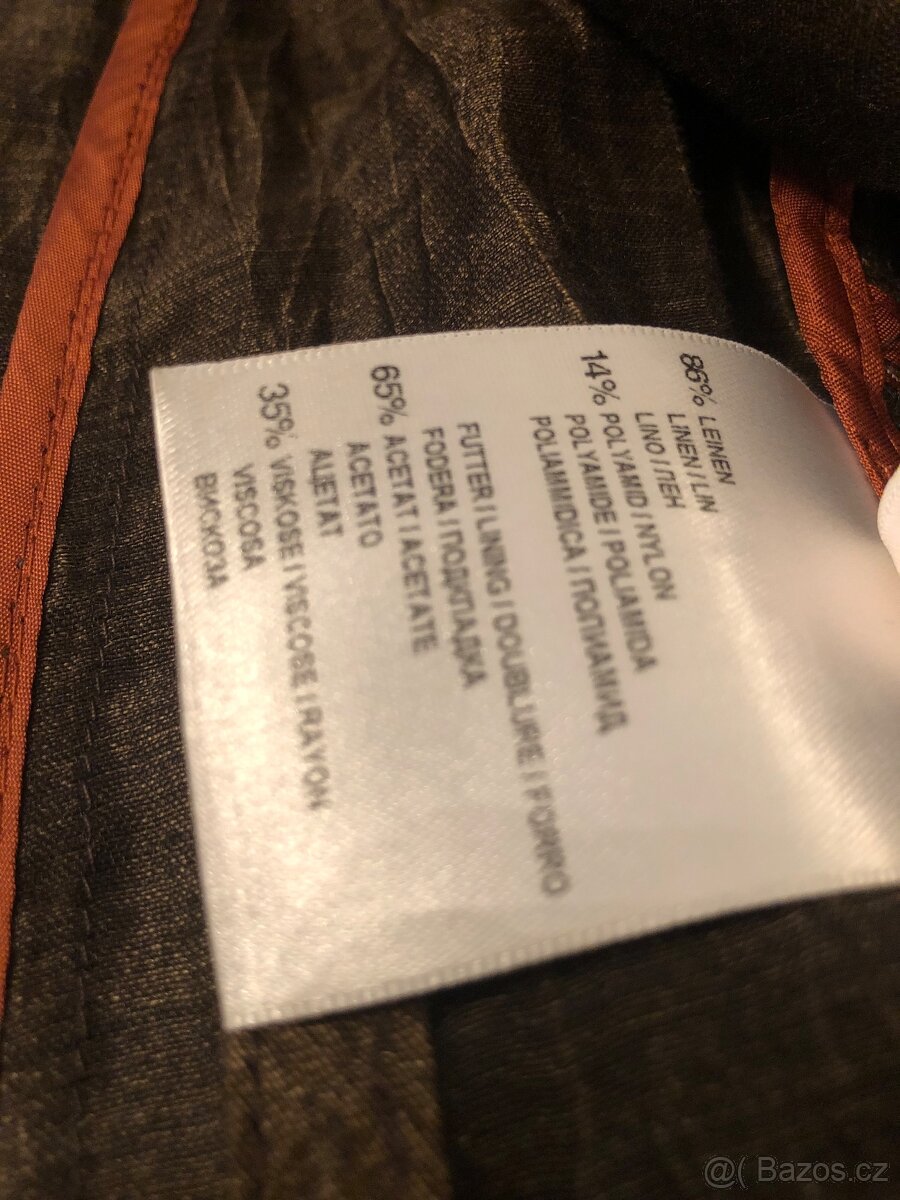 86% LEINEN
LINEN / LIN
LINO / ЛЕН
14% POLYAMID / NYLON
POLYAMIDE / POLIAMIDA
POLIAMMIDICA / ПОЛИАМИД
FUTTER / LINING / DOUBLURE / FORRO
FODERA / ПОДКЛАДКА
65% ACETAT / ACETATE
ACETATO
АЦЕТАТ
35% VISKOSE / VISCOSE / RAYON
VISCOSA
ВИСКОЗА
@( Bazos.cz